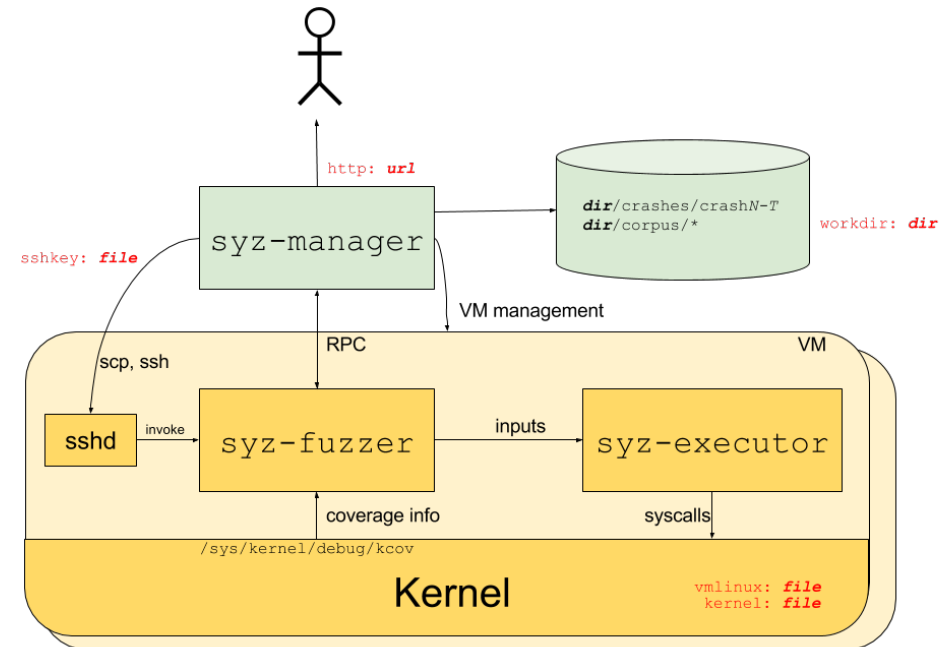 http: url
dir/crashes/crashN-T
dir/corpus/*
workdir: dir
syz-manager
sshkey: file
VM management
RPC
VM
scp, ssh
sshd
invoke
syz-fuzzer
inputs
syz-executor
coverage info
syscalls
/sys/kernel/debug/kcov
Kernel
vmlinux: file
kernel: file